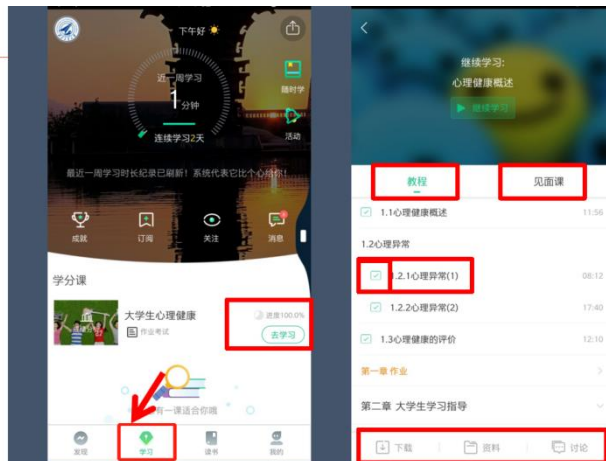 下午好
近一周学习
1分钟
连续学习2天
随时学
活动
最近一周学习时长纪录已刷新！系统代表它比个心给你！
成就
订阅
关注
消息
学分课
大学生心理健康
进度100.0%
作业考试
去学习
有一课适合你哦
发现
学习
读书
我的
继续学习:
心理健康概述
继续学习
教程
见面课
1.1心理健康概述
11:56
1.2心理异常
1.2.1心理异常(1)
08:12
1.2.2心理异常(2)
17:40
1.3心理健康的评价
12:10
第一章 作业
第二章 大学生学习指导
下载
资料
讨论